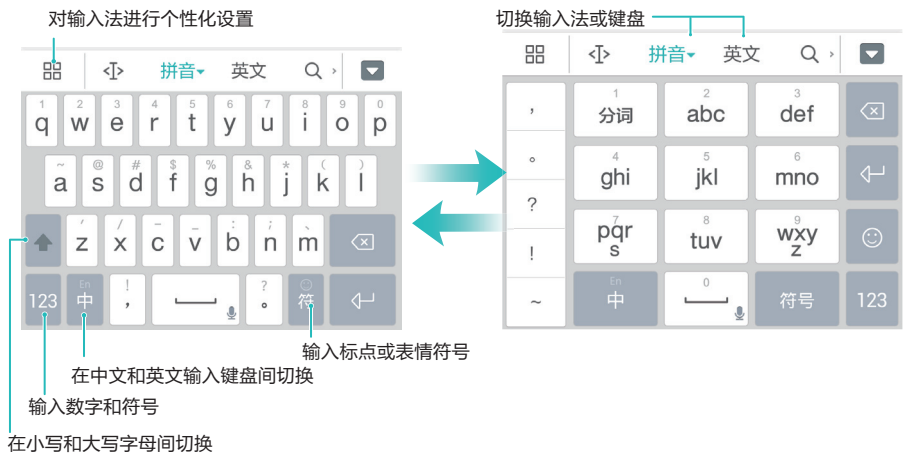 对输入法进行个性化设置
切换输入法或键盘
拼音 英文
1 2 3 4 5 6 7 8 9 0
q w e r t y u i o p
~ @ # $ % & * ( )
a s d f g h j k l
′ / – _ : ; 、
z x c v b n m
En ! ?
123 中 , 。 符
拼音 英文
,
。
?
!
~
1 2 3
分词 abc def
4 5 6
ghi jkl mno
7 8 9
pqr tuv wxy
s z
En 0
中 符号 123
输入标点或表情符号
在中文和英文输入键盘间切换
输入数字和符号
在小写和大写字母间切换